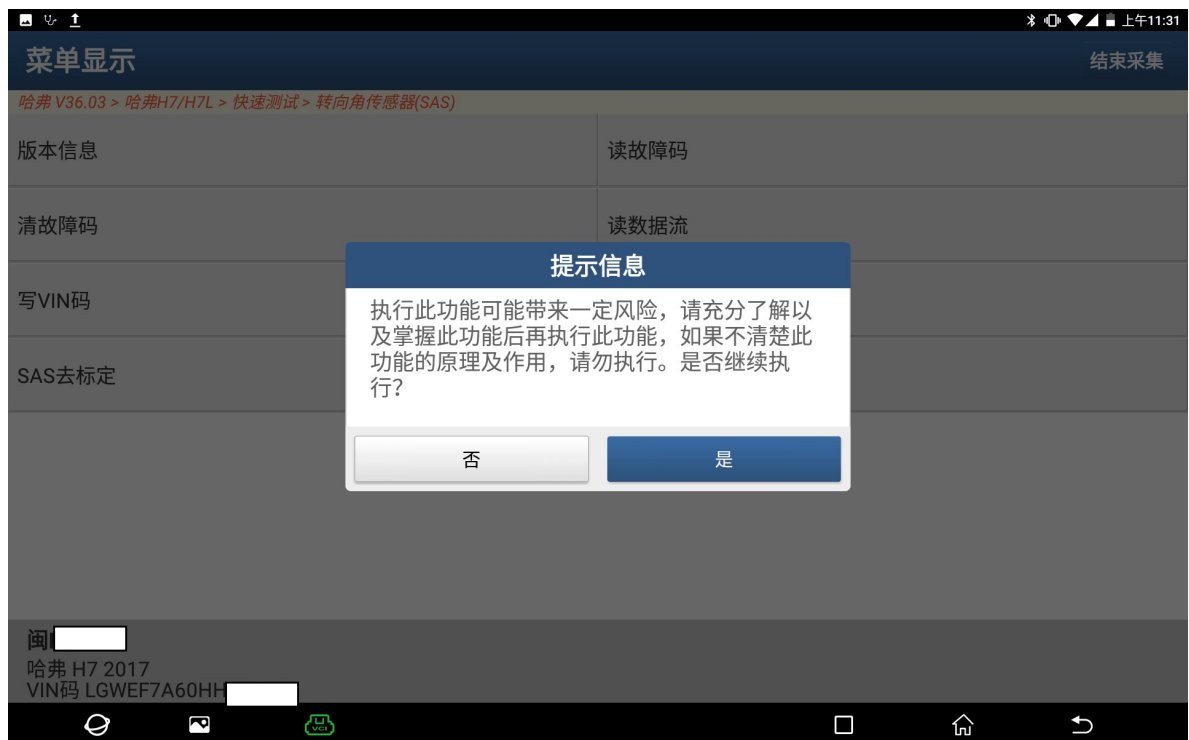 上午11:31
菜单显示
结束采集
哈弗 V36.03 > 哈弗H7/H7L > 快速测试 > 转向角传感器(SAS)
版本信息
读故障码
清故障码
读数据流
写VIN码
SAS去标定
提示信息
执行此功能可能带来一定风险，请充分了解以
及掌握此功能后再执行此功能，如果不清楚此
功能的原理及作用，请勿执行。是否继续执
行？
否
是
闽
哈弗 H7 2017
VIN码 LGWEF7A60HH
VCI